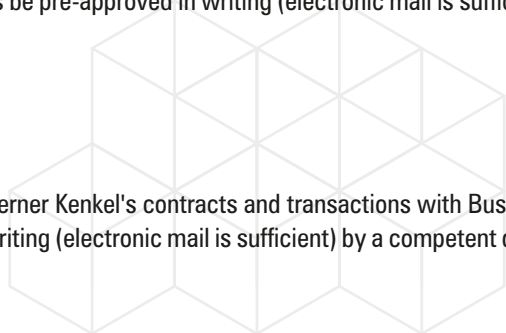 be pre-approved in writing (electronic mail is
erner Kenkel's contracts and transactions with Bus
riting (electronic mail is sufficient) by a competent